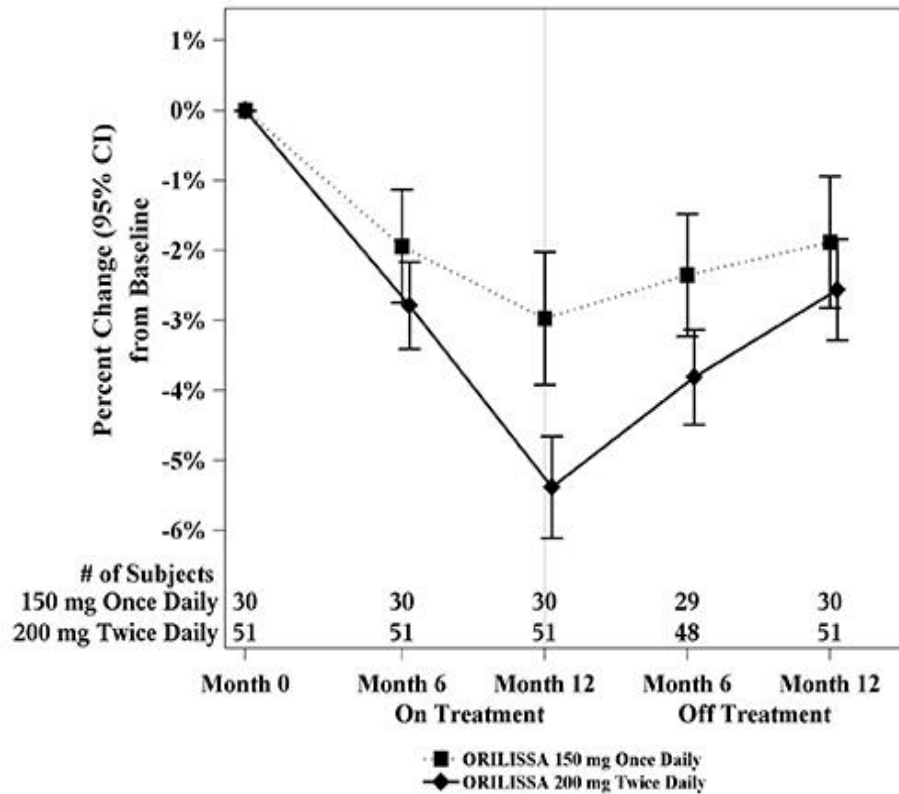 1%
0%
-1%
-2%
-3%
-4%
-5%
-6%
Percent Change (95% CI)
from Baseline
# of Subjects
150 mg Once Daily 30 30 30 29 30
200 mg Twice Daily 51 51 51 48 51
Month 0 Month 6 Month 12 Month 6 Month 12
On Treatment Off Treatment
ORILISSA 150 mg Once Daily
ORILISSA 200 mg Twice Daily